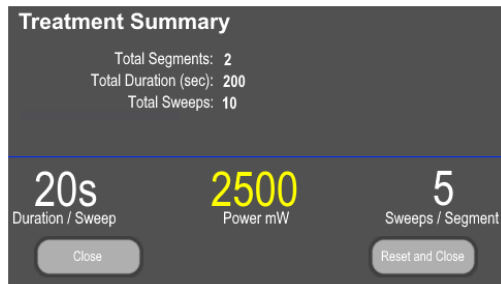 Treatment Summary
Total Segments: 2
Total Duration (sec): 200
Total Sweeps: 10
20s 2500 5
Duration / Sweep Power mW Sweeps / Segment
Close Reset and Close